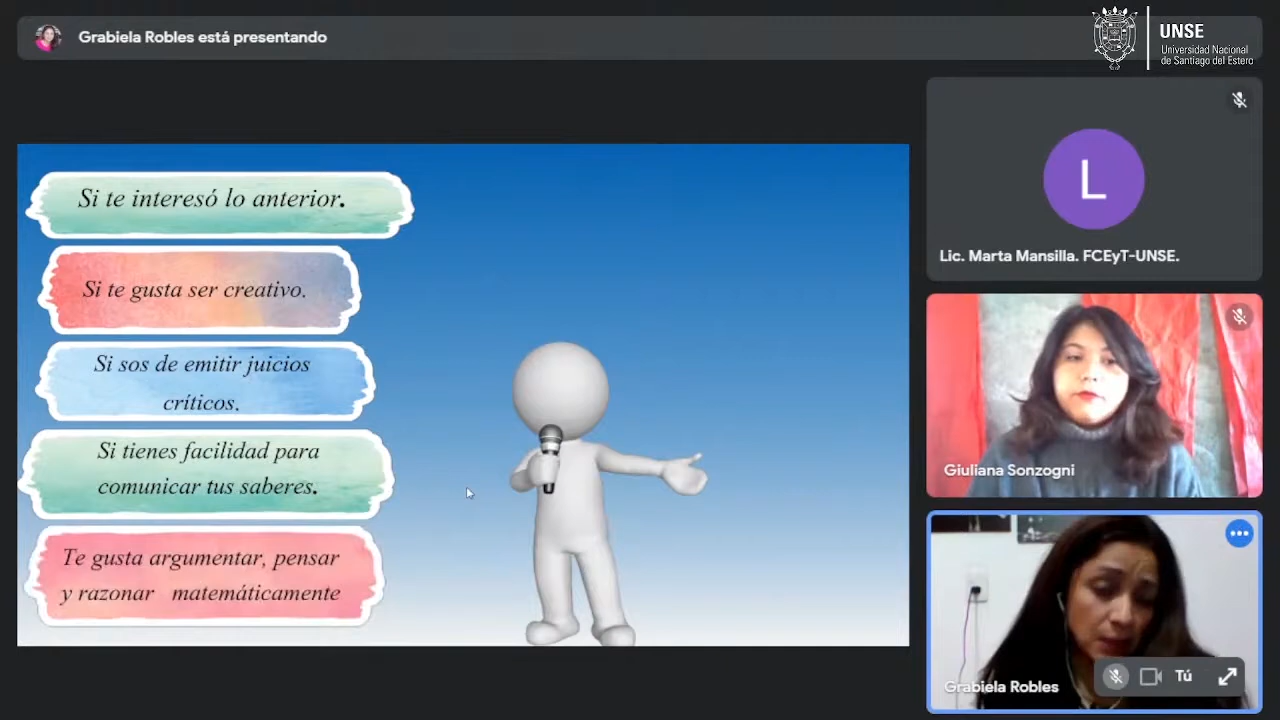 Grabiela Robles está presentando
UNSE
Universidad Nacional
de Santiago del Estero
Si te interesó lo anterior.
Si te gusta ser creativo.
Si sos de emitir juicios
críticos.
Si tienes facilidad para
comunicar tus saberes.
Te gusta argumentar, pensar
y razonar matemáticamente
L
Lic. Marta Mansilla. FCEyT-UNSE.
Giuliana Sonzogni
Grabiela Robles
Tú